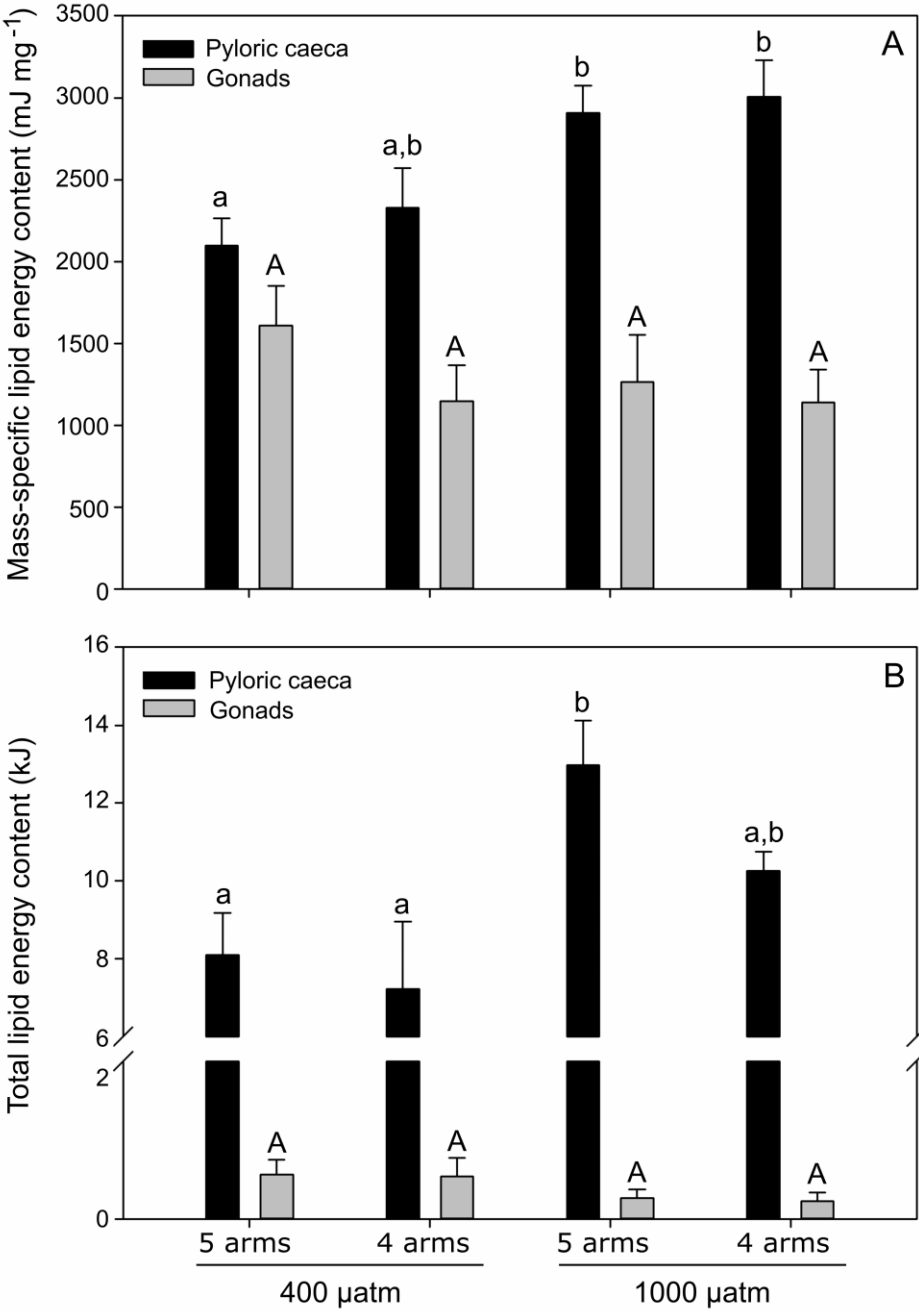 Mass-specific lipid energy content (mJ mg⁻¹)
3500
3000
2500
2000
1500
1000
500
0
Pyloric caeca
Gonads
A
a
A
a,b
A
b
A
b
A
Total lipid energy content (kJ)
16
14
12
10
8
6
2
0
Pyloric caeca
Gonads
B
a
A
a
A
b
A
a,b
A
5 arms
4 arms
5 arms
4 arms
400 μatm
1000 μatm